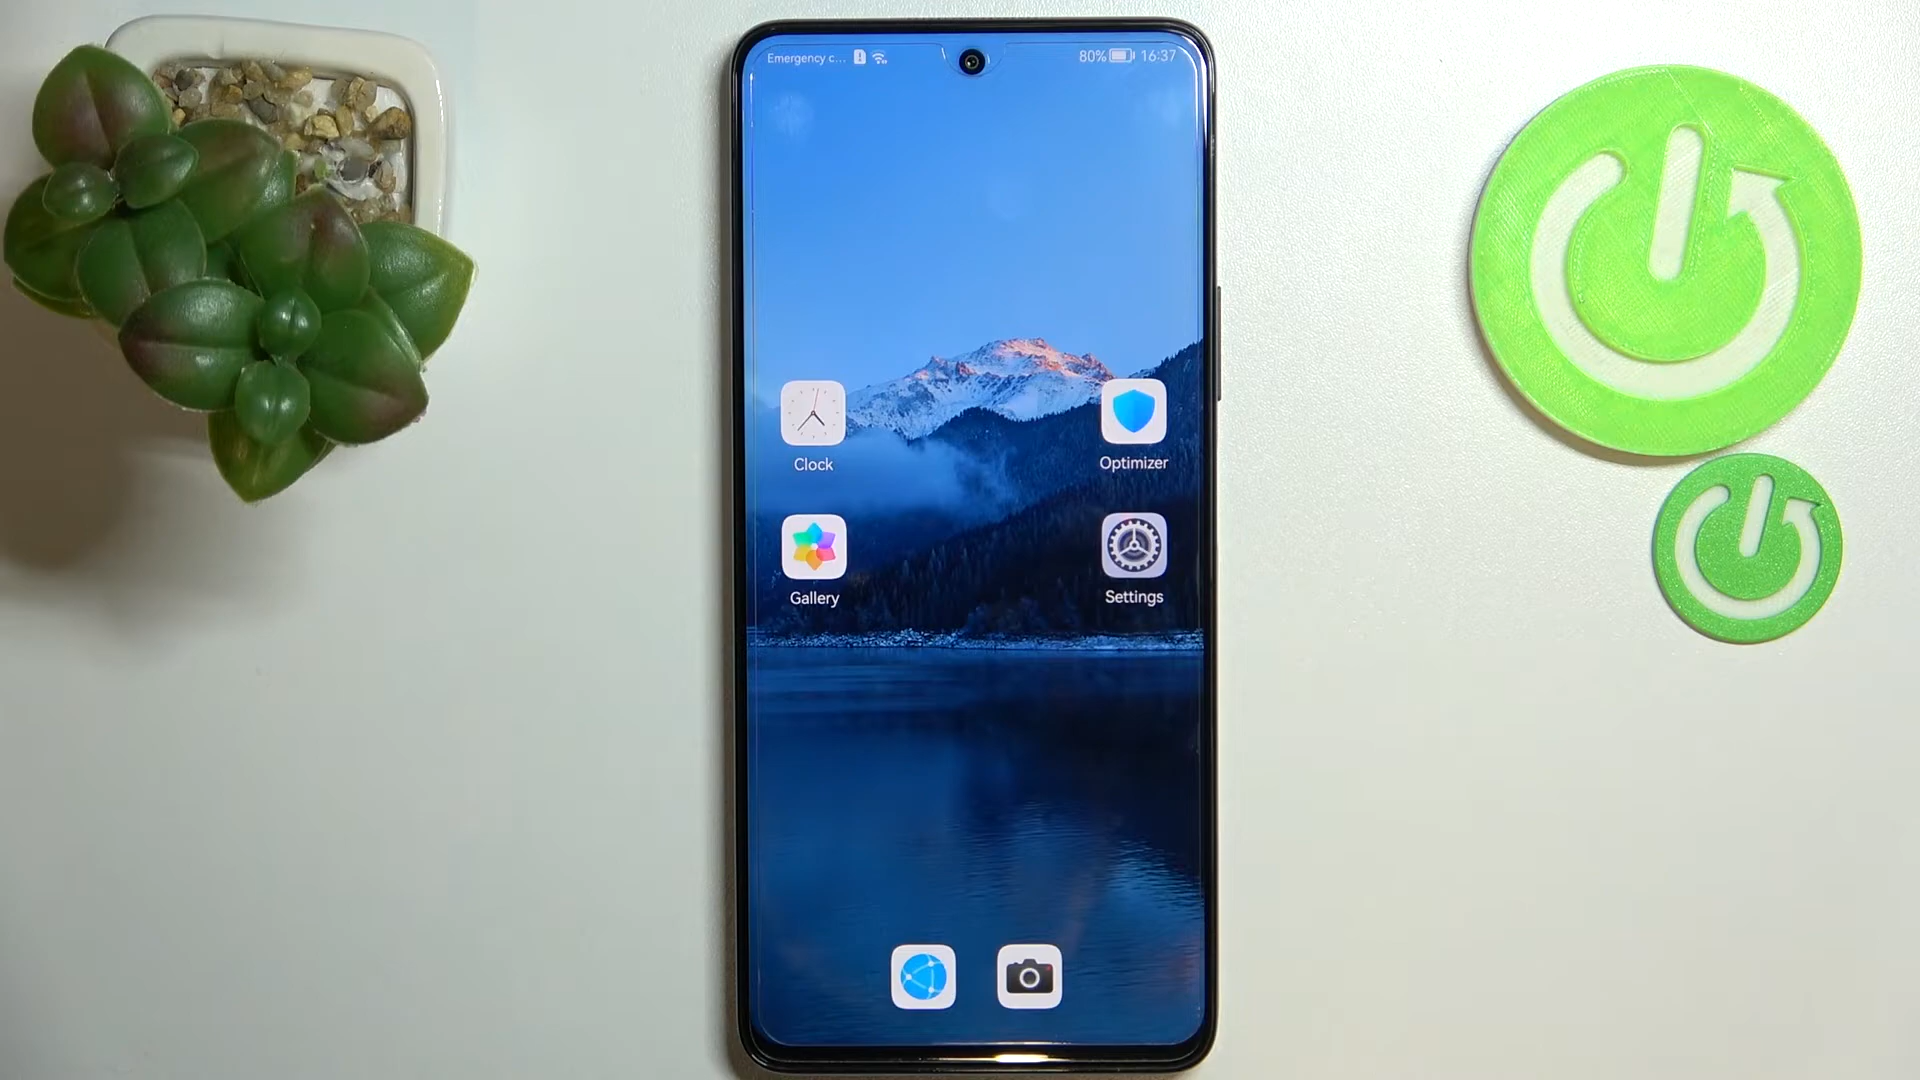 Emergency c...
80% 16:37
Clock
Optimizer
Gallery
Settings